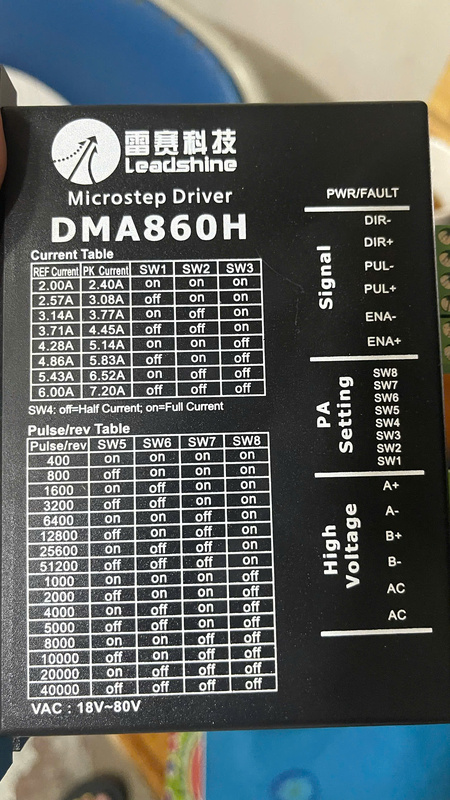 雷赛科技
Leadshine
Microstep Driver
DMA860H
Current Table
REF Current PK Current SW1 SW2 SW3
2.00A 2.40A on on on
2.57A 3.08A off on on
3.14A 3.77A on off on
3.71A 4.45A off off on
4.28A 5.14A on on off
4.86A 5.83A off on off
5.43A 6.52A on off off
6.00A 7.20A off off off
SW4: off=Half Current; on=Full Current
Pulse/rev Table
Pulse/rev SW5 SW6 SW7 SW8
400 on on on on
800 off on on on
1600 on off on on
3200 off off on on
6400 on on off on
12800 off on off on
25600 on off off on
51200 off off off on
1000 on on on off
2000 off on on off
4000 on off on off
5000 off off on off
8000 on on off off
10000 off on off off
20000 on off off off
40000 off off off off
VAC : 18V~80V
PWR/FAULT
Signal
DIR-
DIR+
PUL-
PUL+
ENA-
ENA+
PA
Setting
SW8
SW7
SW6
SW5
SW4
SW3
SW2
SW1
High
Voltage
A+
A-
B+
B-
AC
AC